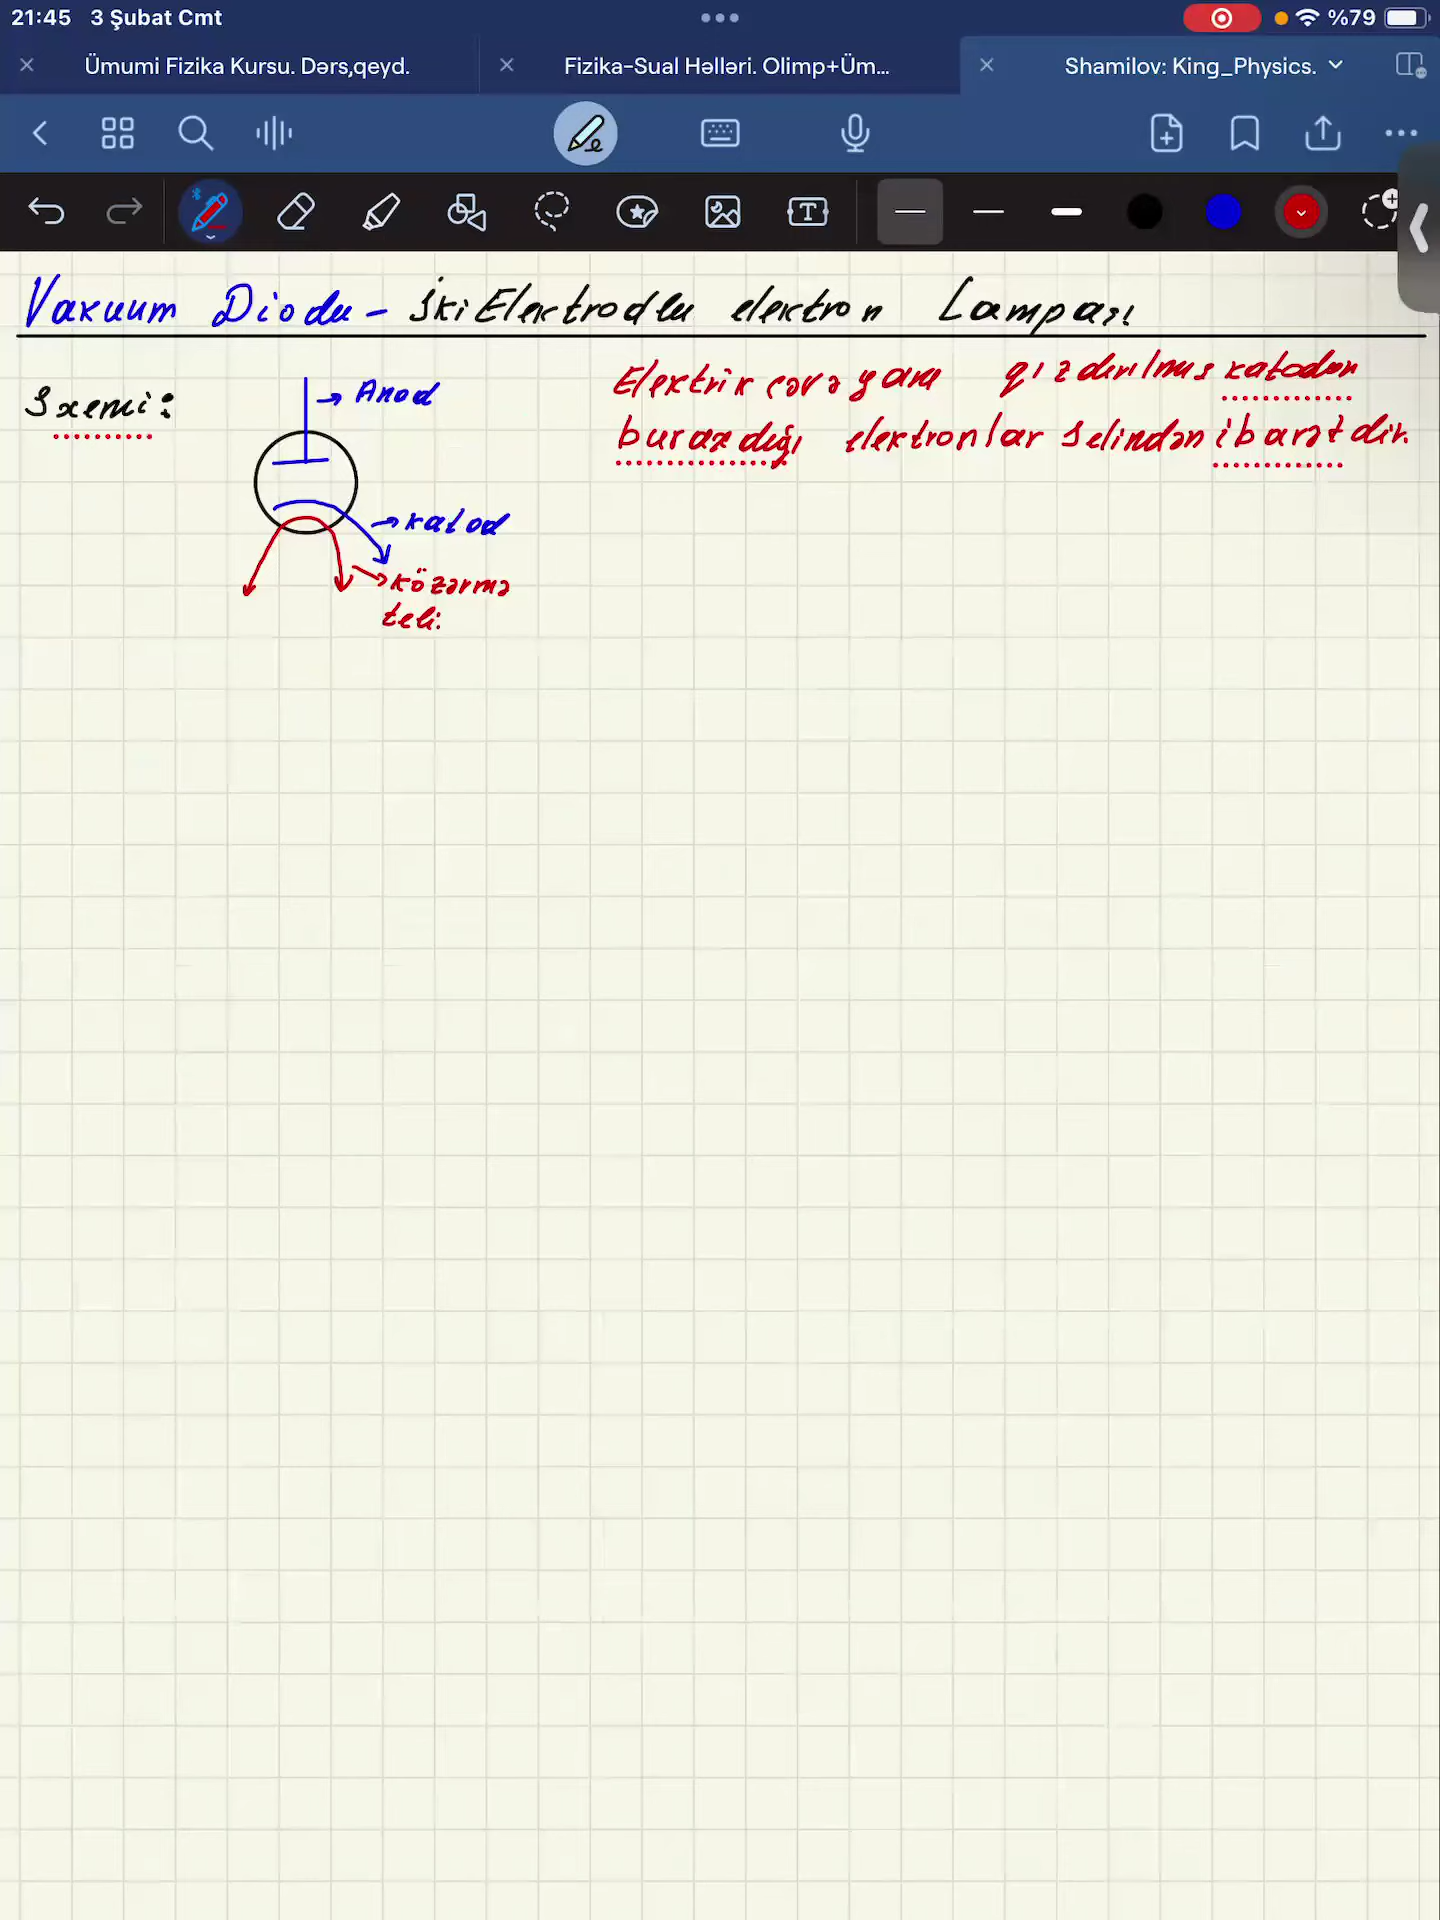 21:45 3 Şubat Cmt %79
Ümumi Fizika Kursu. Dərs,qeyd. Fizika-Sual Həlləri. Olimp+Üm... Shamilov: King_Physics.
Vakuum Diodu - İki Elektrodlu elektron Lampası
Sxemi:
Anod
katod
közərmə
teli.
Elektrik cərəyanı qızdırılmış katodun
buraxdığı elektronlar selindən ibarətdir.